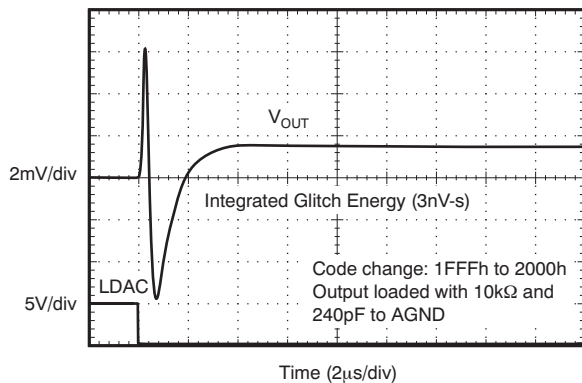 V_OUT
2mV/div
Integrated Glitch Energy (3nV-s)
LDAC
5V/div
Code change: 1FFFh to 2000h
Output loaded with 10kΩ and
240pF to AGND
Time (2μs/div)